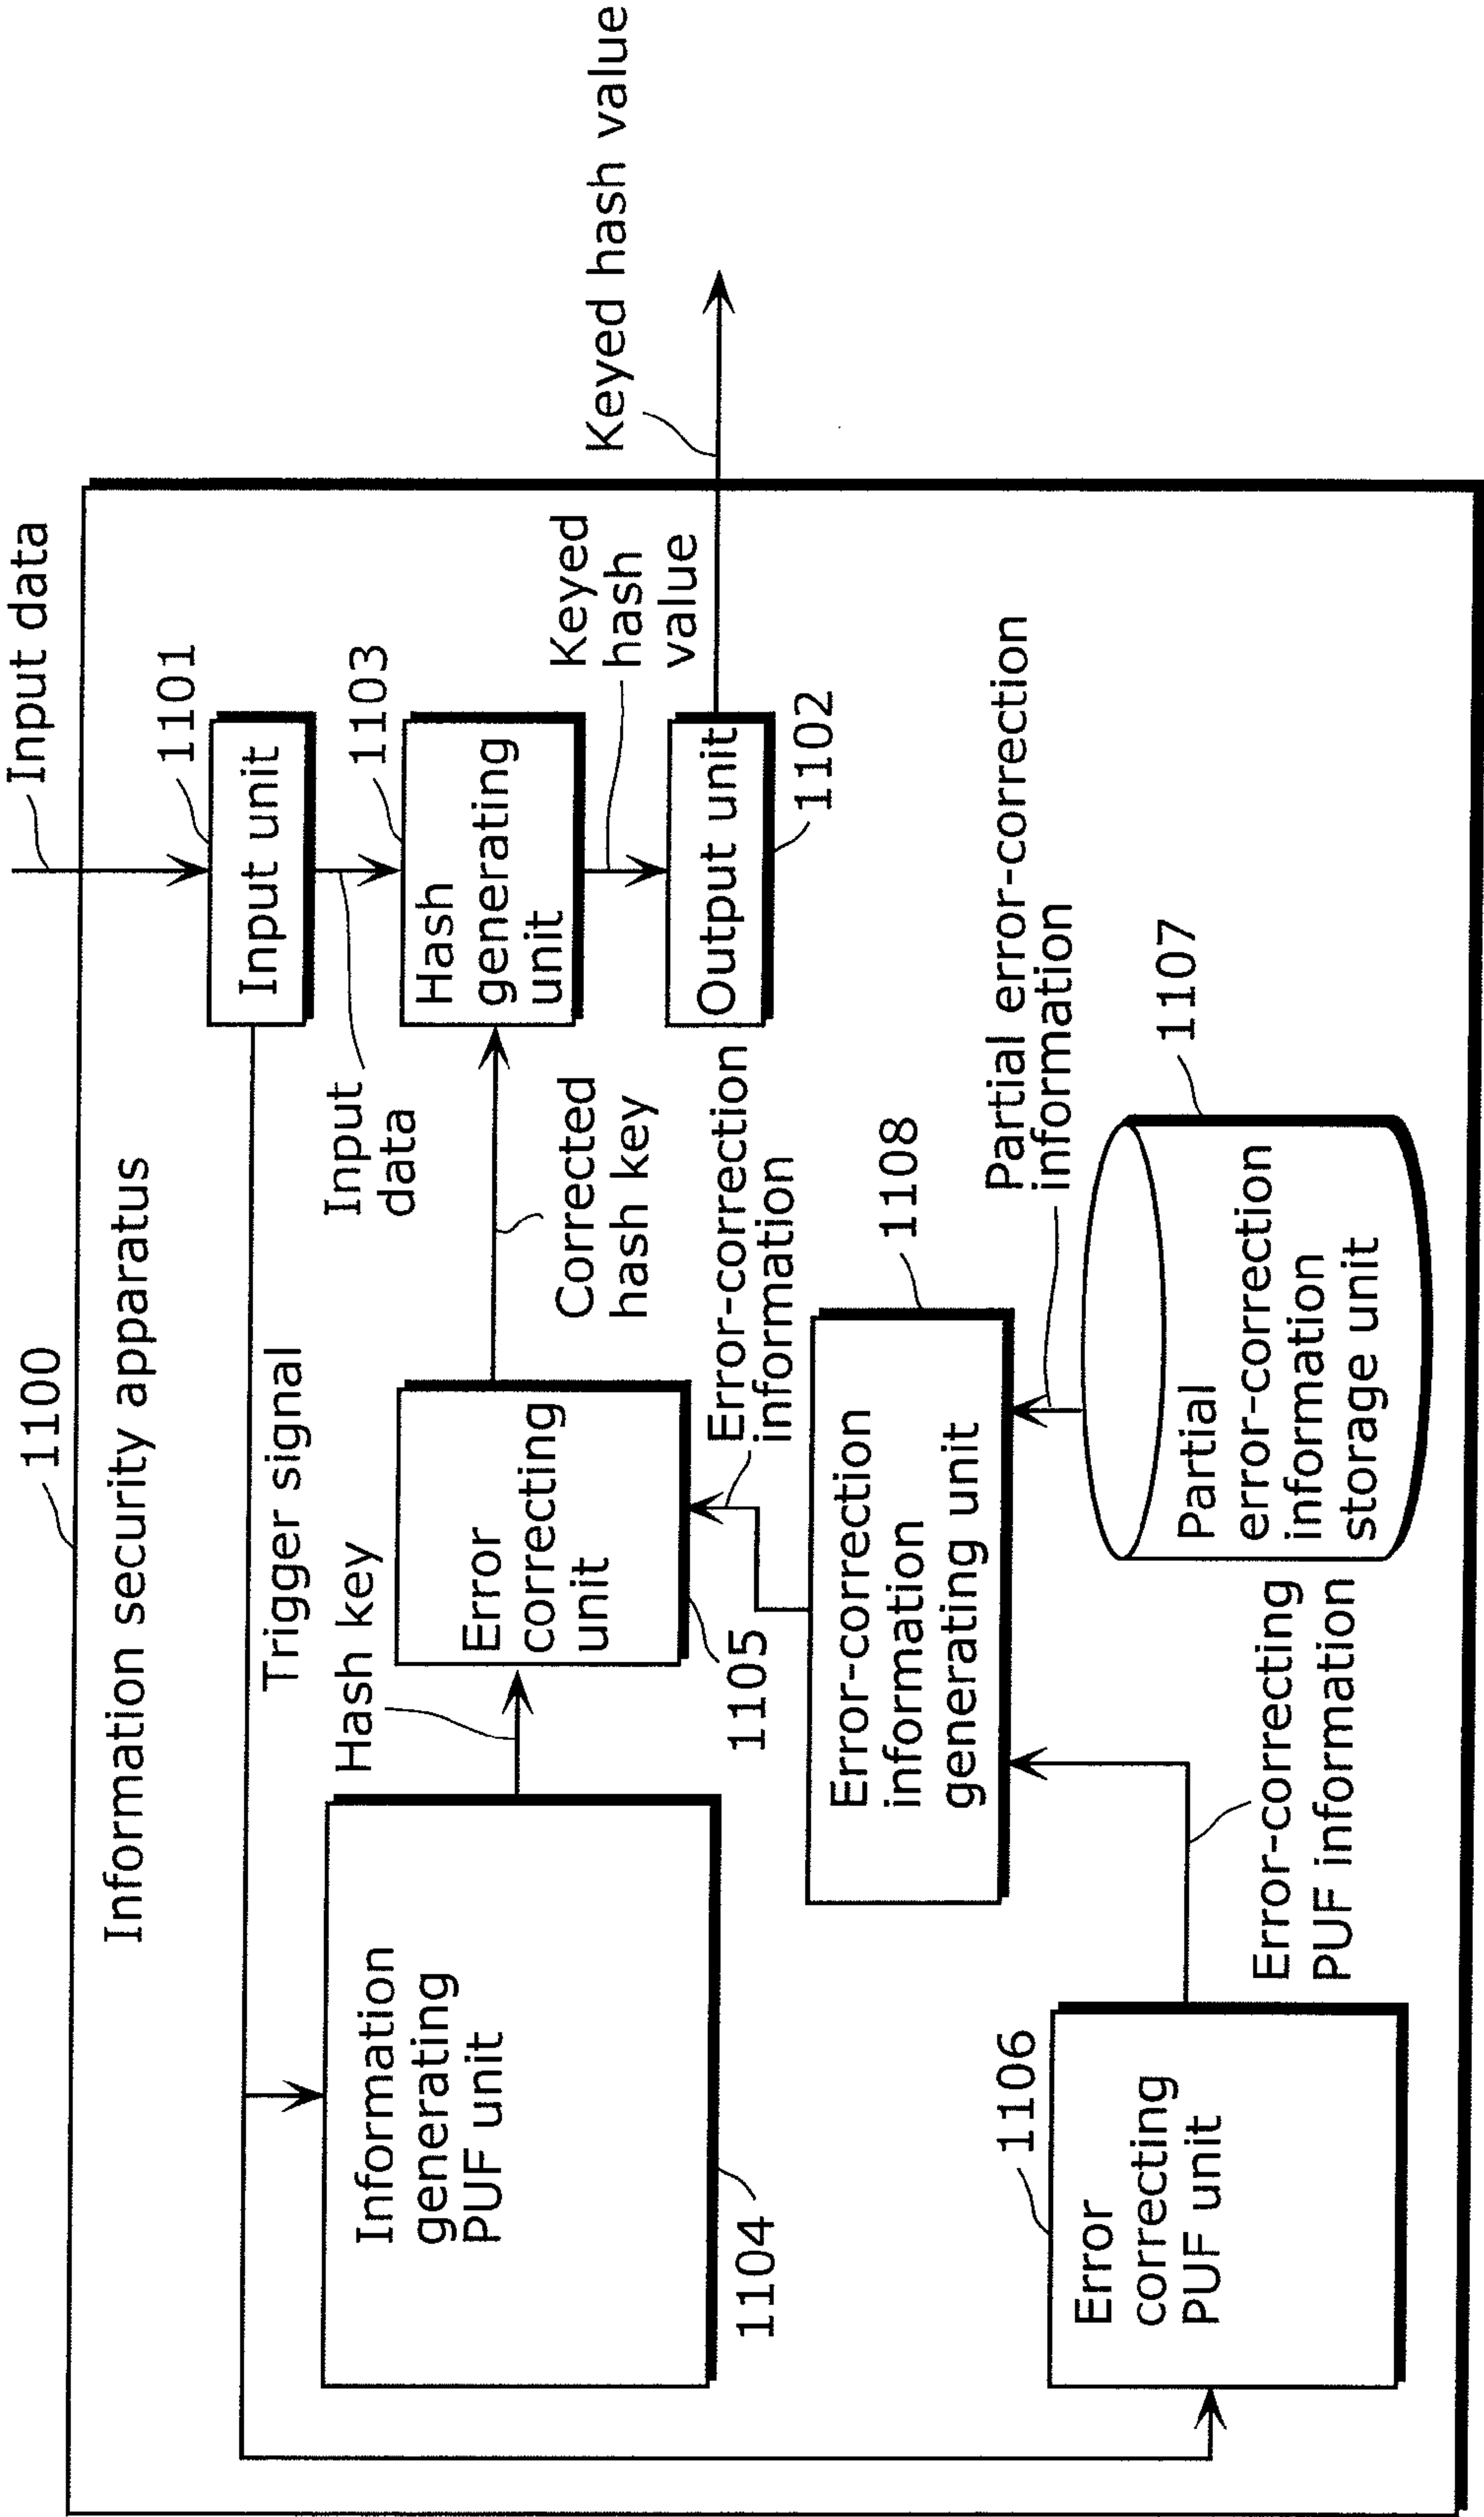 1100
Input data
Information security apparatus
1101
Input unit
Trigger signal
Input
data
1103
Hash
generating
unit
Hash key
Information
generating
PUF unit
1104
Error
correcting
unit
1105
Corrected
hash key
Keyed
hash
value
Keyed hash value
Output unit
1102
Error-correction
information
Error-correction
information
generating unit
1108
Partial error-correction
information
1107
Partial
error-correction
information
storage unit
1106
Error
correcting
PUF unit
Error-correcting
PUF information